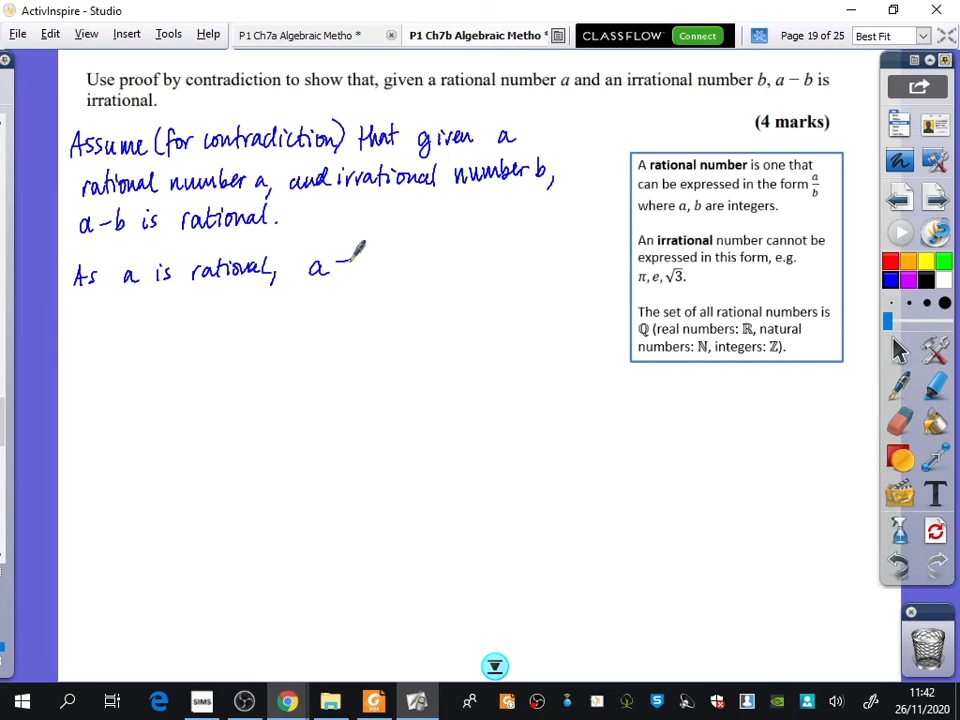 ActivInspire - Studio
File Edit View Insert Tools Help
P1 Ch7a Algebraic Metho *
P1 Ch7b Algebraic Metho *
CLASSFLOW™ Connect
Page 19 of 25
Best Fit
Use proof by contradiction to show that, given a rational number a and an irrational number b, a − b is
irrational.
(4 marks)
Assume (for contradiction) that given a
rational number a, and irrational number b,
a-b is rational.
As a is rational, a -
A rational number is one that
can be expressed in the form a/b
where a, b are integers.
An irrational number cannot be
expressed in this form, e.g.
π, e, √3.
The set of all rational numbers is
ℚ (real numbers: ℝ, natural
numbers: ℕ, integers: ℤ).
T
SIMS
11:42
26/11/2020